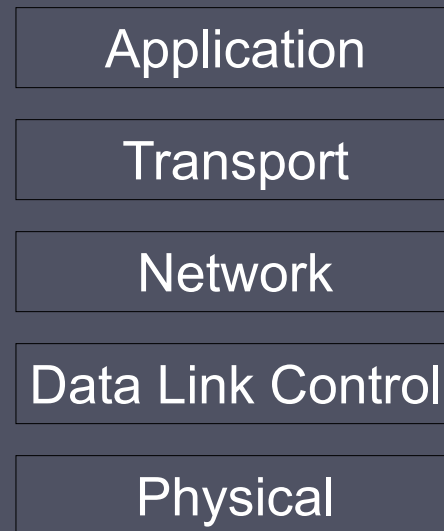 Application
Transport
Network
Data Link Control
Physical